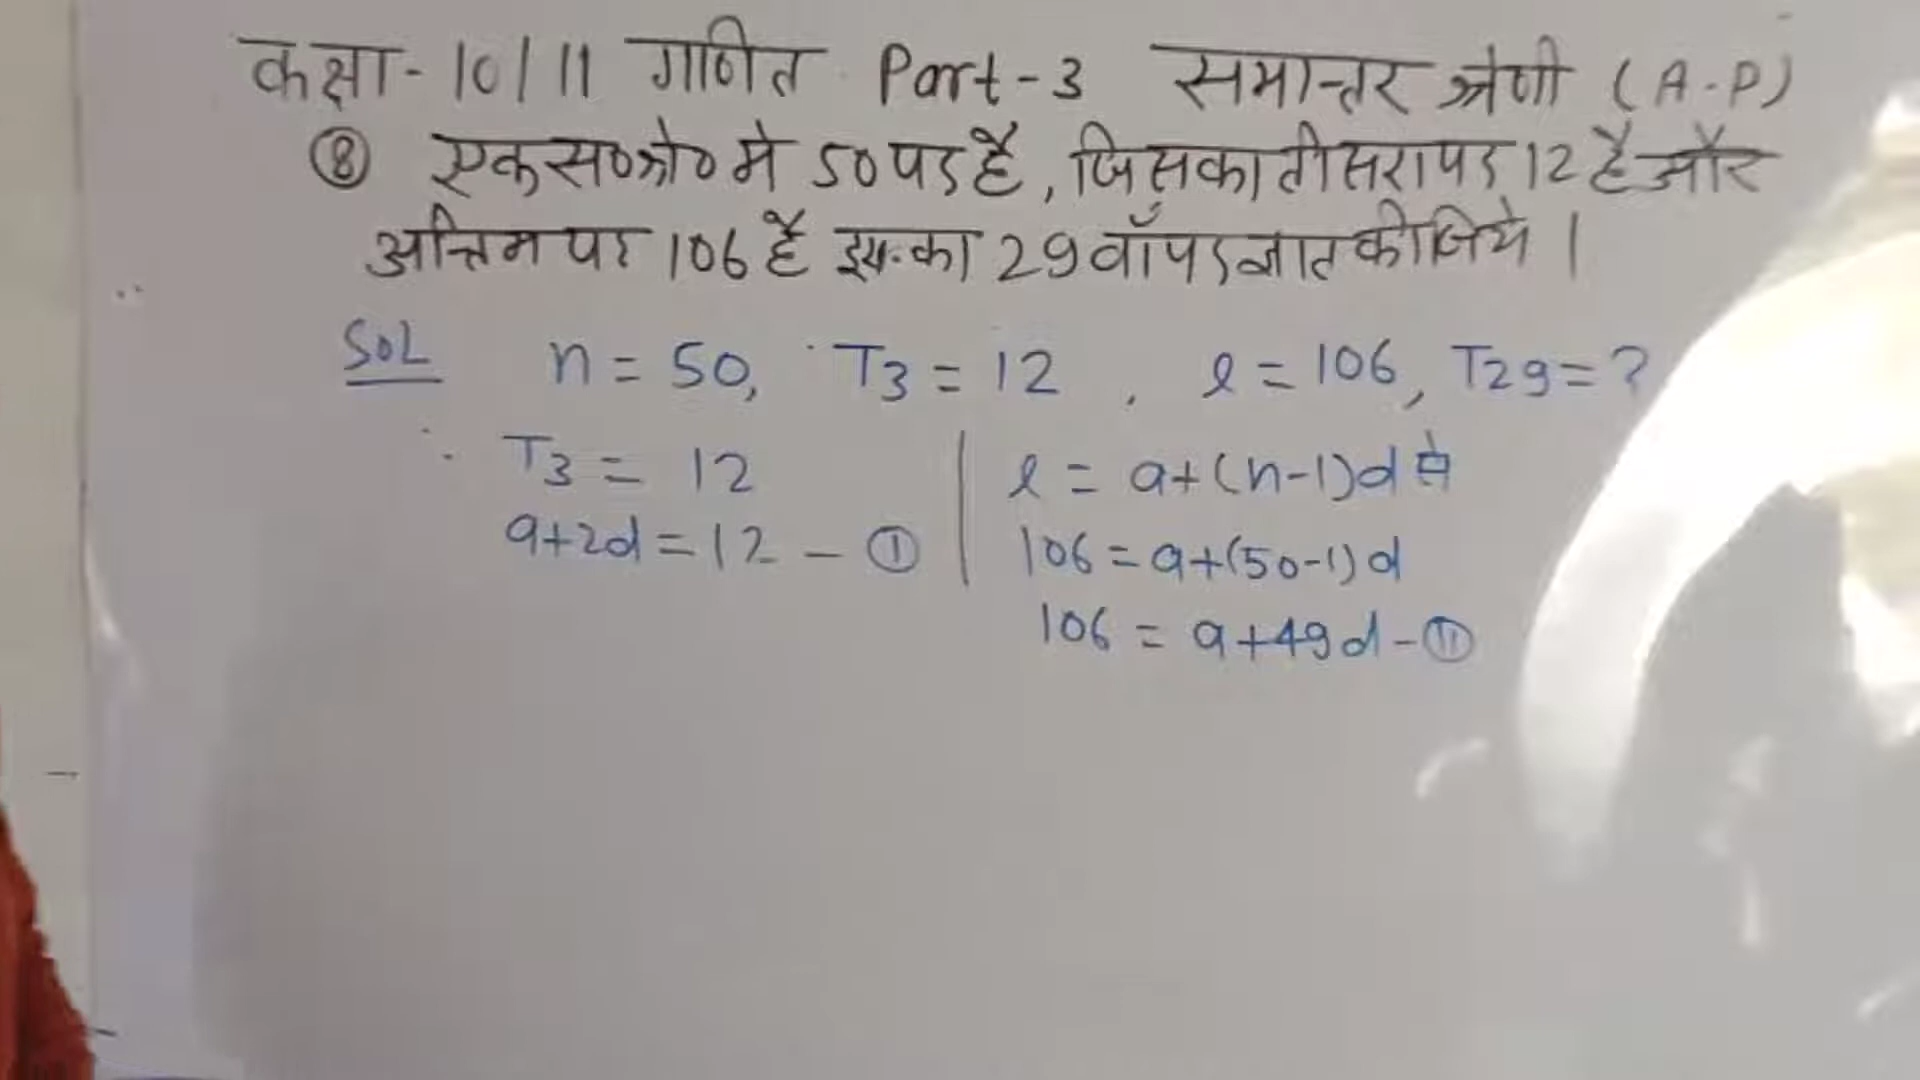 कक्षा-10/11 गणित Part-3 समान्तर श्रेणी (A.P)
⑧ एक स०श्रे० मे 50 पद है, जिसका तीसरा पद 12 है और
अन्तिम पद 106 है इसका 29 वाँ पद ज्ञात कीजिये।
SOL n = 50, T3 = 12, l = 106, T29 = ?
T3 = 12
a+2d = 12 - ①
l = a+(n-1)d से
106 = a+(50-1)d
106 = a+49d - ⑪